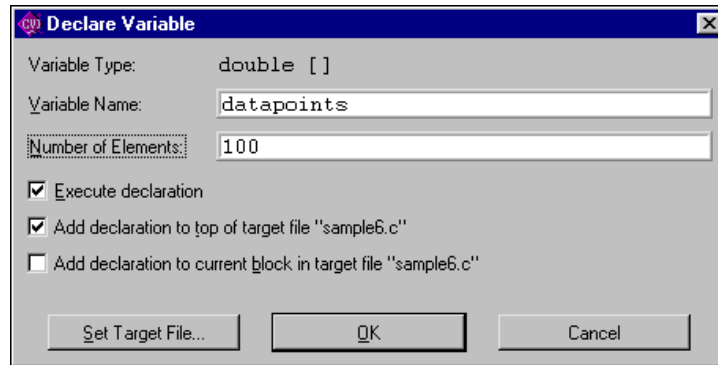 CVI Declare Variable
Variable Type: double []
Variable Name: datapoints
Number of Elements: 100
Execute declaration
Add declaration to top of target file "sample6.c"
Add declaration to current block in target file "sample6.c"
Set Target File... OK Cancel